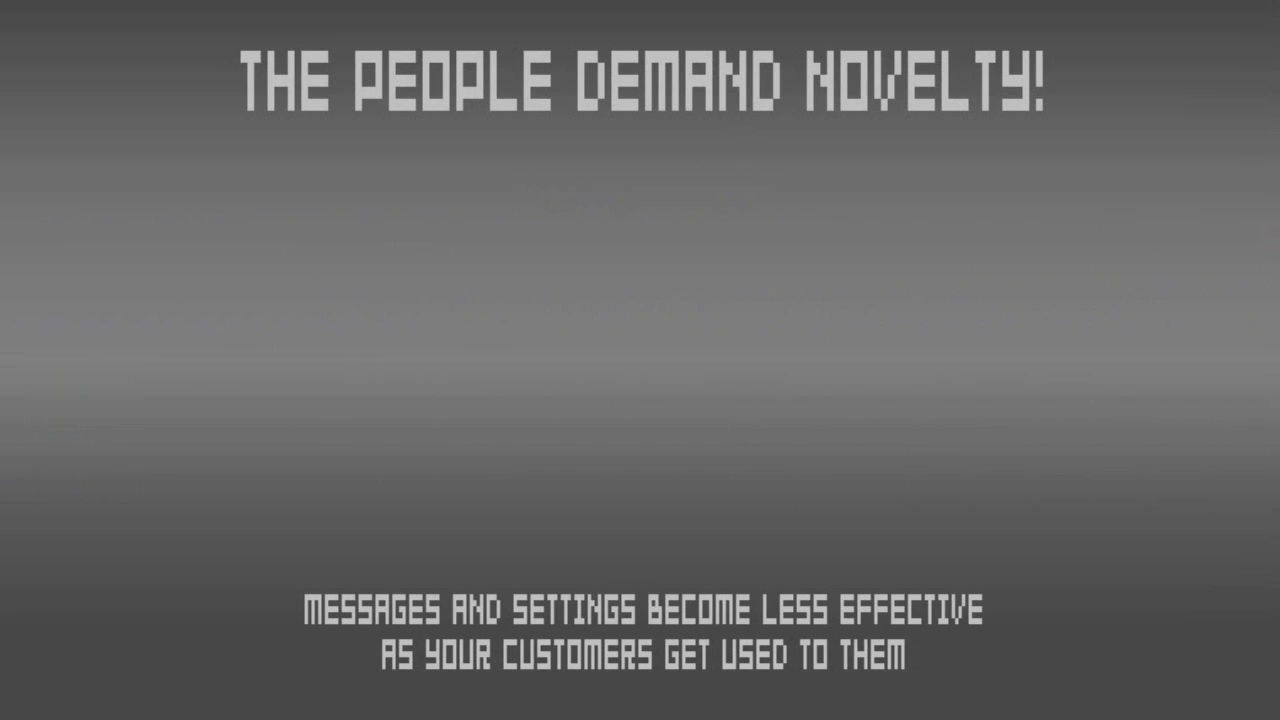 THE PEOPLE DEMAND NOVELTY!
MESSAGES AND SETTINGS BECOME LESS EFFECTIVE
AS YOUR CUSTOMERS GET USED TO THEM